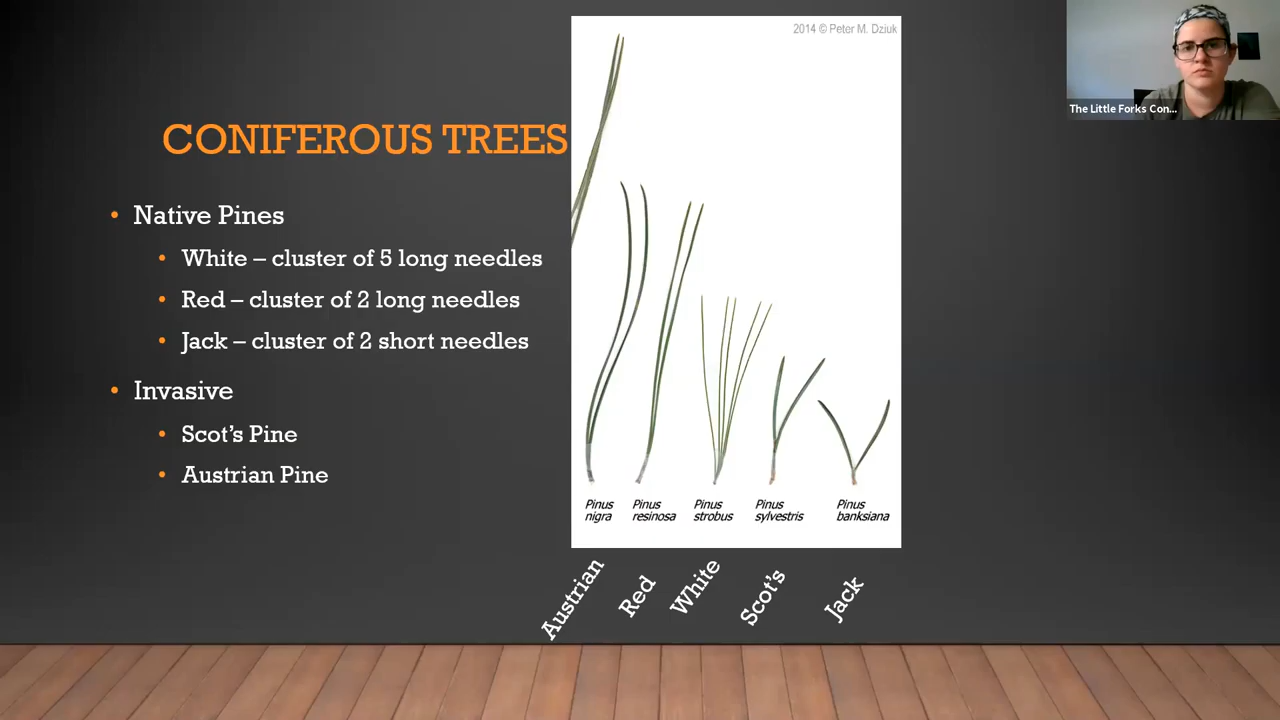 2014 © Peter M. Dziuk
The Little Forks Con...
CONIFEROUS TREES
• Native Pines
• White – cluster of 5 long needles
• Red – cluster of 2 long needles
• Jack – cluster of 2 short needles
• Invasive
• Scot's Pine
• Austrian Pine
Pinus nigra
Pinus resinosa
Pinus strobus
Pinus sylvestris
Pinus banksiana
Austrian
Red
White
Scot's
Jack